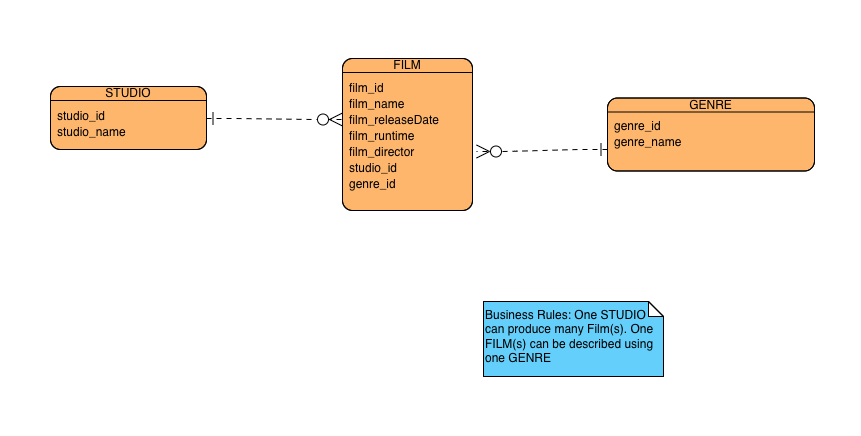 STUDIO
studio_id
studio_name
FILM
film_id
film_name
film_releaseDate
film_runtime
film_director
studio_id
genre_id
GENRE
genre_id
genre_name
Business Rules: One STUDIO
can produce many Film(s). One
FILM(s) can be described using
one GENRE